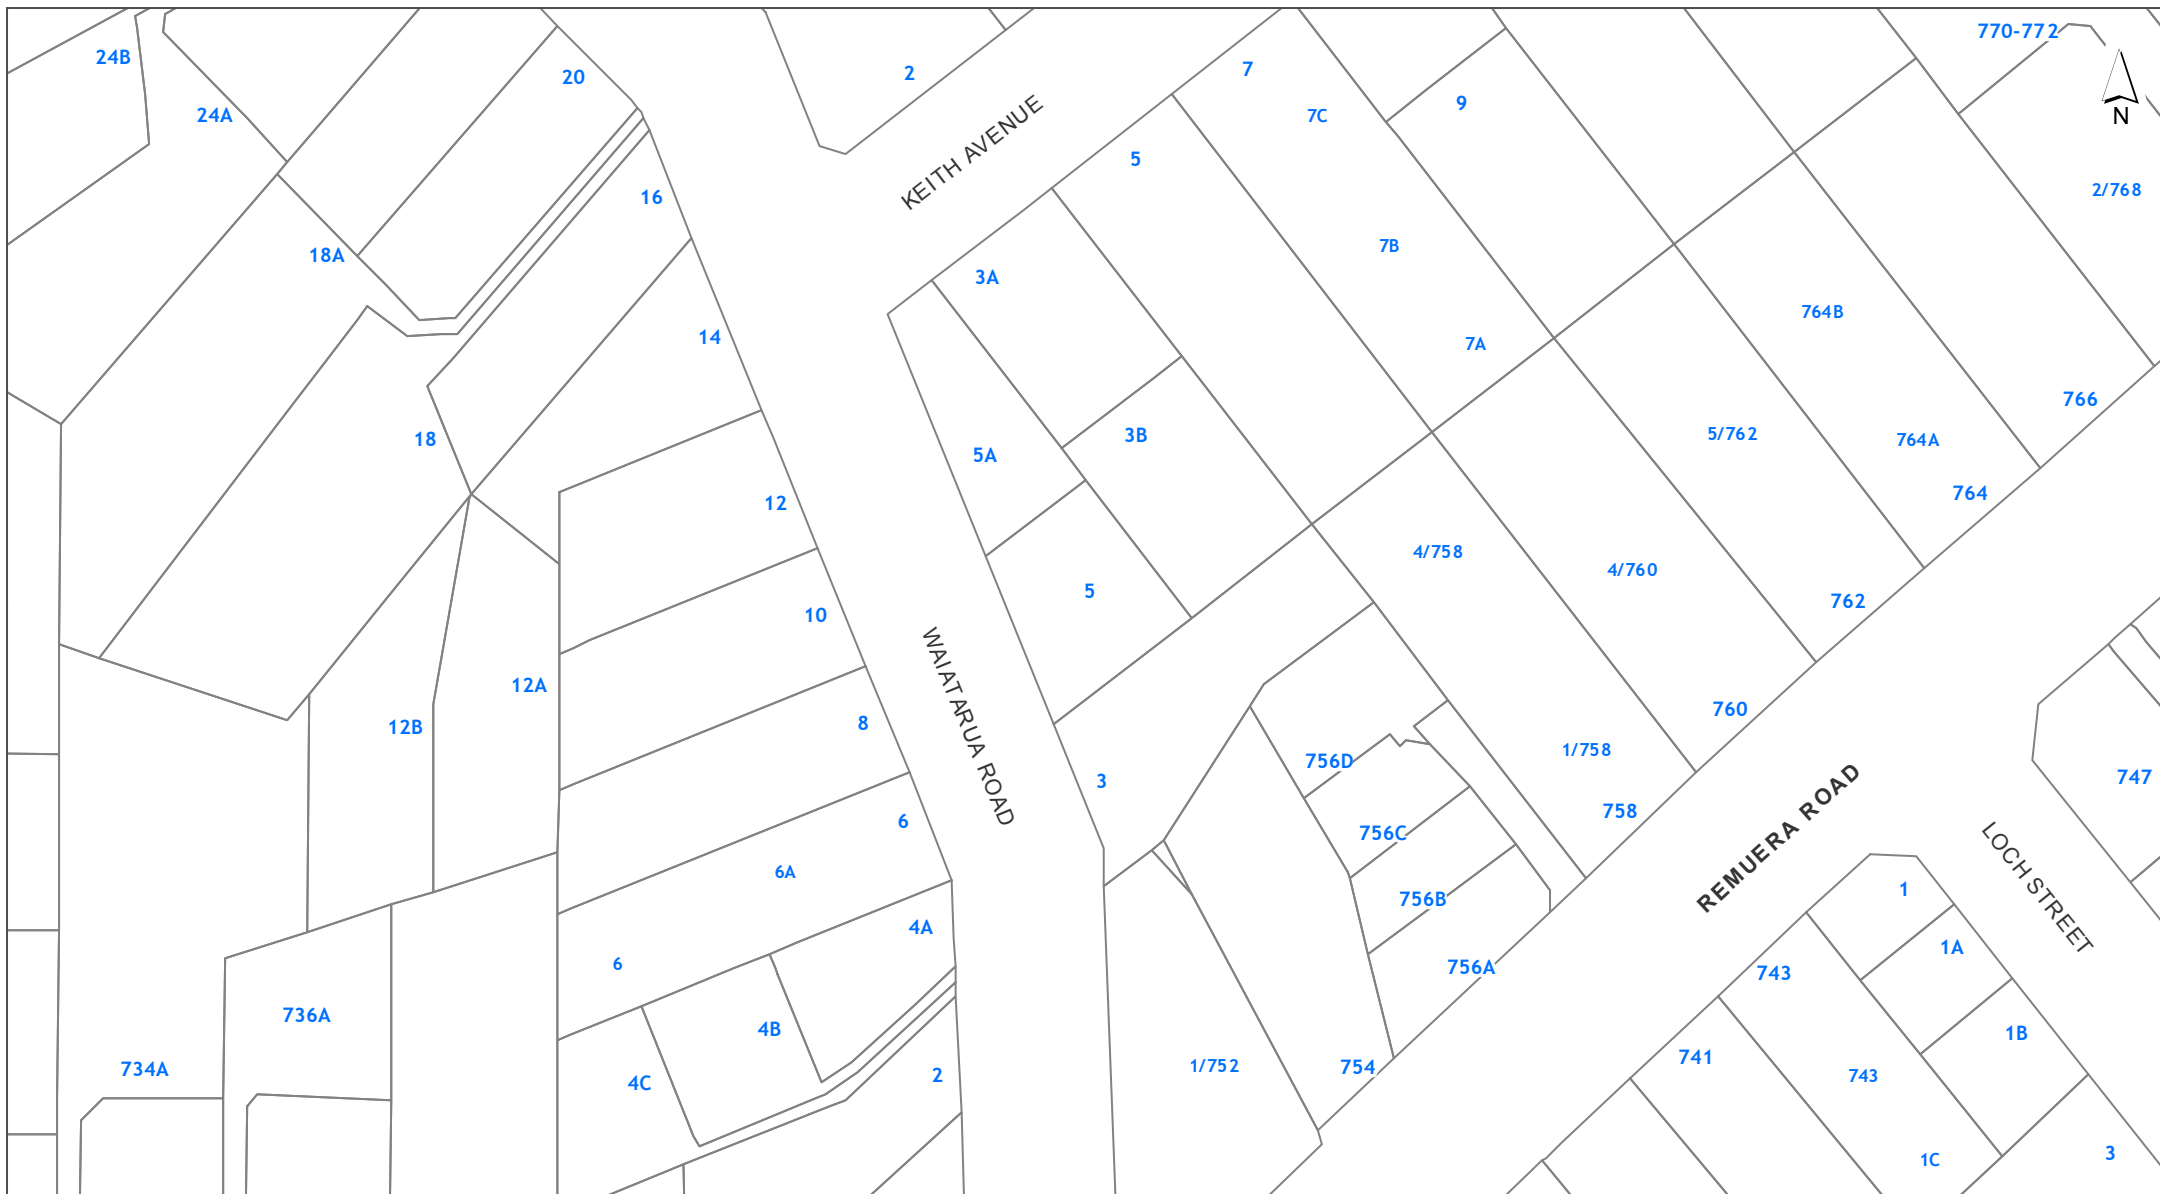 770-772
24B
20
2
7
24A
7C
9
N
KEITH AVENUE
5
16
2/768
18A
3A
7B
764B
14
7A
766
18
5A
3B
5/762
764A
12
764
4/758
4/760
10
5
762
12A
12B
8
WAIATARUA ROAD
3
756D
1/758
760
747
6
756C
758
REMUERA ROAD
LOCH STREET
6A
756B
1
4A
6
756A
743
1A
736A
4B
1B
734A
4C
2
1/752
754
741
743
1C
3